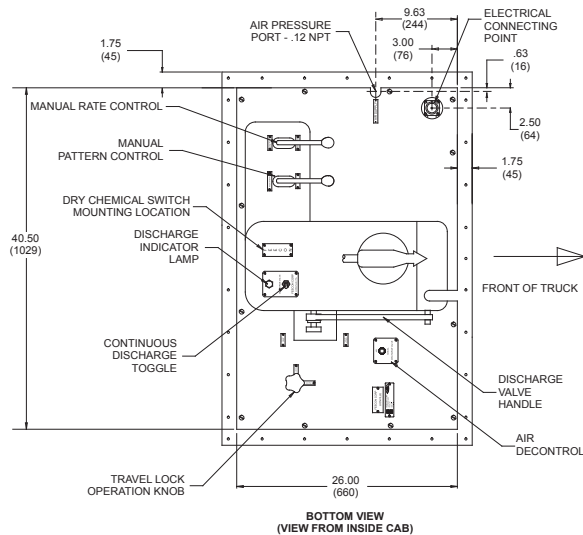 9.63
(244)
AIR PRESSURE
PORT - .12 NPT
ELECTRICAL
CONNECTING
POINT
3.00
(76)
1.75
(45)
.63
(16)
MANUAL RATE CONTROL
2.50
(64)
MANUAL
PATTERN CONTROL
1.75
(45)
DRY CHEMICAL SWITCH
MOUNTING LOCATION
40.50
(1029)
DISCHARGE
INDICATOR
LAMP
FRONT OF TRUCK
CONTINUOUS
DISCHARGE
TOGGLE
DISCHARGE
VALVE
HANDLE
AIR
DECONTROL
TRAVEL LOCK
OPERATION KNOB
26.00
(660)
BOTTOM VIEW
(VIEW FROM INSIDE CAB)